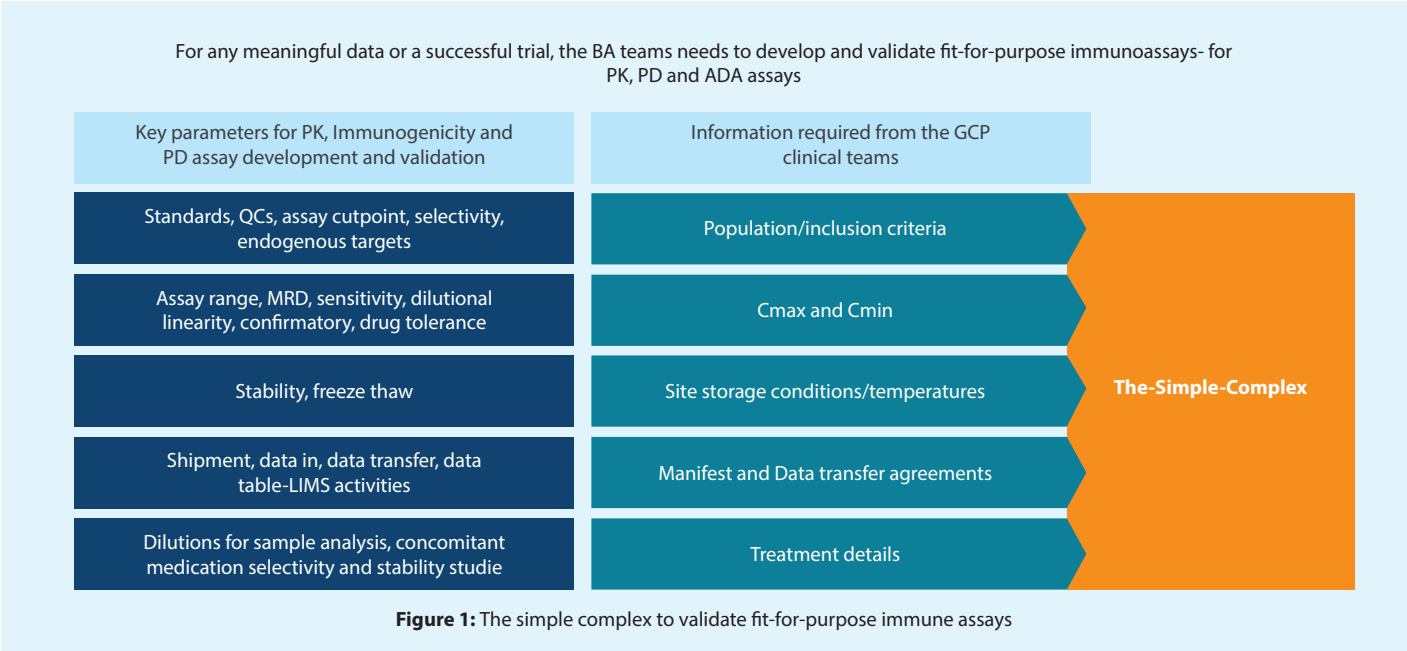 For any meaningful data or a successful trial, the BA teams needs to develop and validate fit-for-purpose immunoassays- for
PK, PD and ADA assays
Key parameters for PK, Immunogenicity and
PD assay development and validation
Information required from the GCP
clinical teams
Standards, QCs, assay cutpoint, selectivity,
endogenous targets
Population/inclusion criteria
Assay range, MRD, sensitivity, dilutional
linearity, confirmatory, drug tolerance
Cmax and Cmin
Stability, freeze thaw
Site storage conditions/temperatures
The-Simple-Complex
Shipment, data in, data transfer, data
table-LIMS activities
Manifest and Data transfer agreements
Dilutions for sample analysis, concomitant
medication selectivity and stability studie
Treatment details
Figure 1: The simple complex to validate fit-for-purpose immune assays